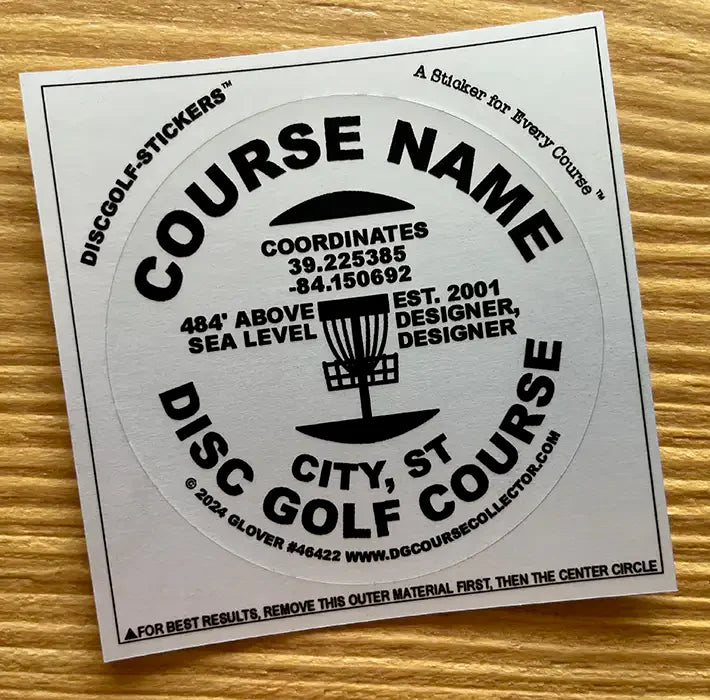 DISCGOLF-STICKERS™
A Sticker for Every Course ™
COURSE NAME
COORDINATES
39.225385
-84.150692
484' ABOVE
SEA LEVEL
EST. 2001
DESIGNER,
DESIGNER
CITY, ST
DISC GOLF COURSE
© 2024 GLOVER #46422 WWW.DGCOURSECOLLECTOR.COM
▲FOR BEST RESULTS, REMOVE THIS OUTER MATERIAL FIRST, THEN THE CENTER CIRCLE